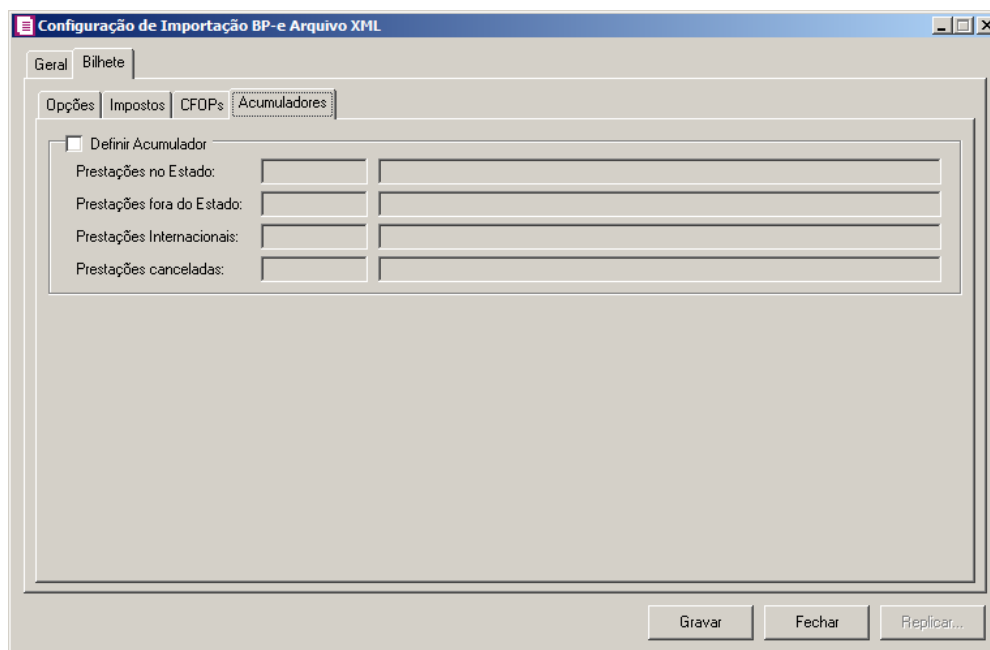 Configuração de Importação BP-e Arquivo XML
Geral Bilhete
Opções Impostos CFOPs Acumuladores
Definir Acumulador
Prestações no Estado:
Prestações fora do Estado:
Prestações Internacionais:
Prestações canceladas:
Gravar Fechar Replicar...